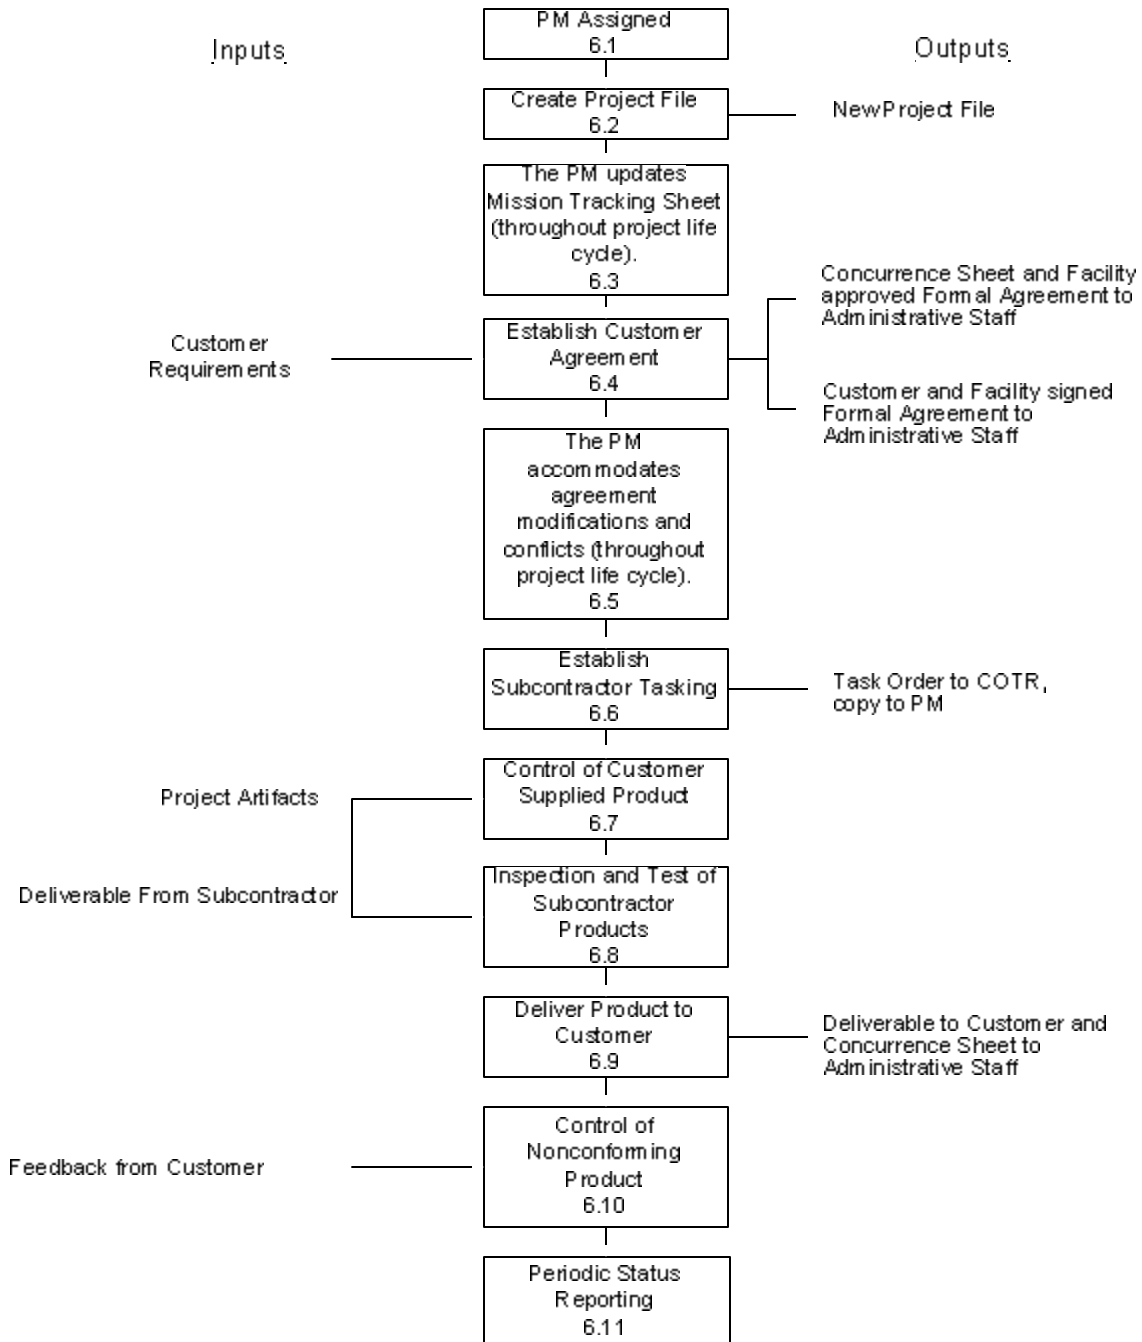 PM Assigned
6.1
Inputs
Outputs
Create Project File
6.2
New Project File
The PM updates
Mission Tracking Sheet
(throughout project life
cycle).
6.3
Concurrence Sheet and Facility
approved Formal Agreement to
Administrative Staff
Customer
Requirements
Establish Customer
Agreement
6.4
Customer and Facility signed
Formal Agreement to
Administrative Staff
The PM
accommodates
agreement
modifications and
conflicts (throughout
project life cycle).
6.5
Establish
Subcontractor Tasking
6.6
Task Order to COTR,
copy to PM
Project Artifacts
Control of Customer
Supplied Product
6.7
Deliverable From Subcontractor
Inspection and Test of
Subcontractor
Products
6.8
Deliver Product to
Customer
6.9
Deliverable to Customer and
Concurrence Sheet to
Administrative Staff
Feedback from Customer
Control of
Nonconforming
Product
6.10
Periodic Status
Reporting
6.11